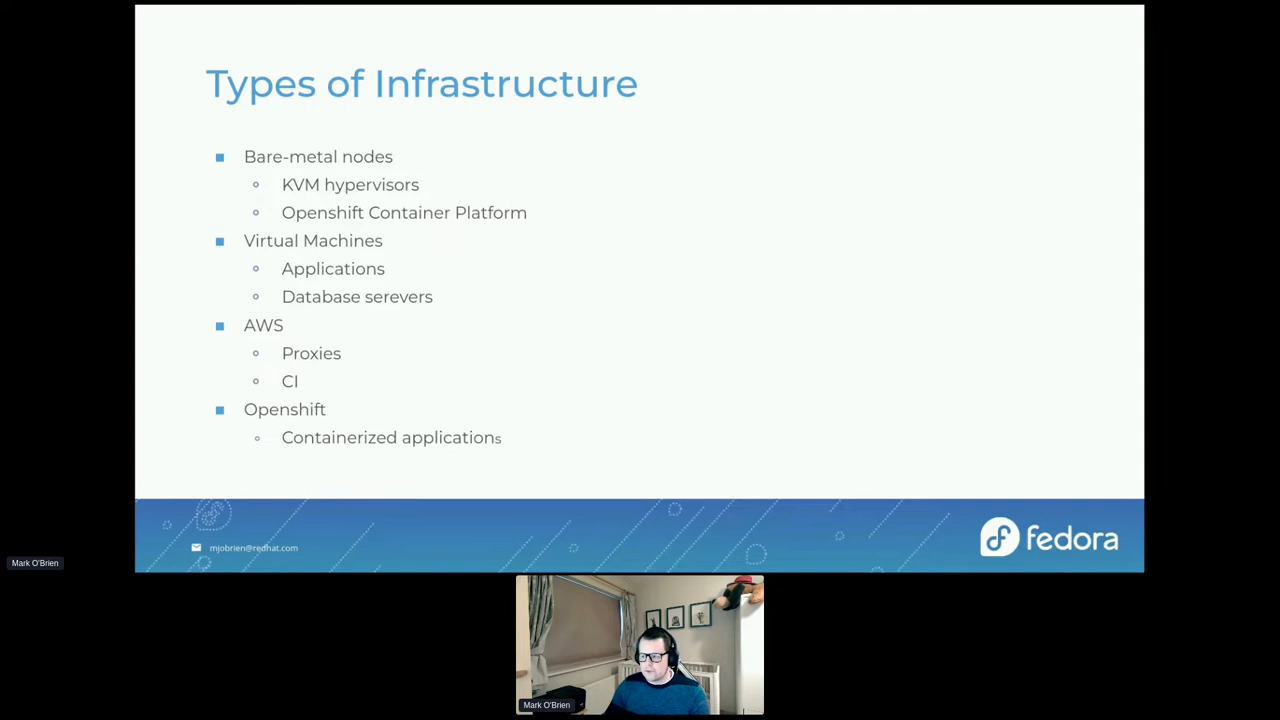 Types of Infrastructure
Bare-metal nodes
KVM hypervisors
Openshift Container Platform
Virtual Machines
Applications
Database serevers
AWS
Proxies
CI
Openshift
Containerized applications
mjobrien@redhat.com
fedora
Mark O'Brien
Mark O'Brien